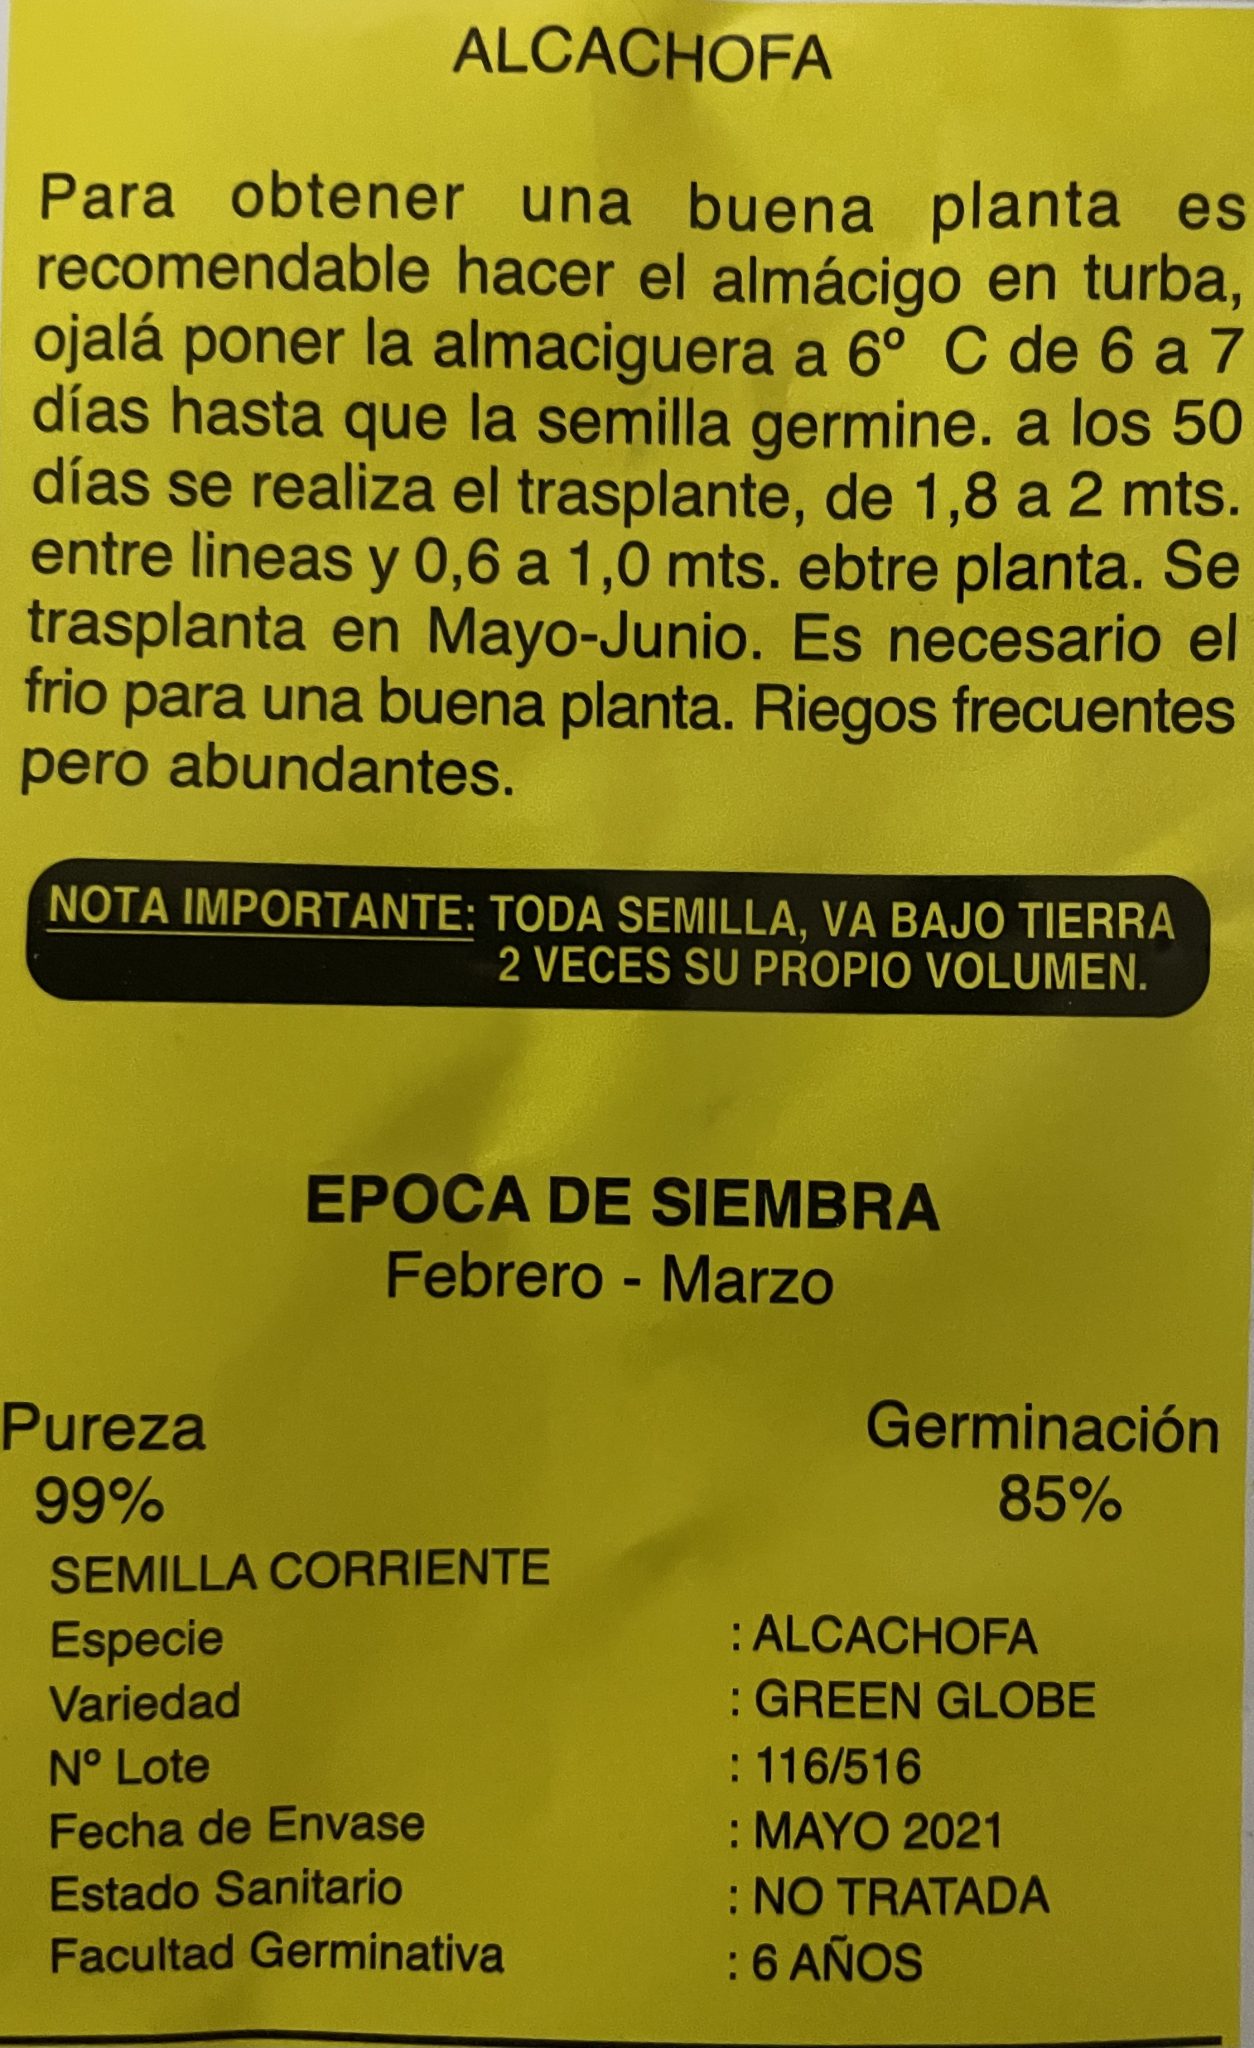 ALCACHOFA
Para obtener una buena planta es
recomendable hacer el almácigo en turba,
ojalá poner la almaciguera a 6º C de 6 a 7
días hasta que la semilla germine. a los 50
días se realiza el trasplante, de 1,8 a 2 mts.
entre lineas y 0,6 a 1,0 mts. ebtre planta. Se
trasplanta en Mayo-Junio. Es necesario el
frio para una buena planta. Riegos frecuentes
pero abundantes.
NOTA IMPORTANTE: TODA SEMILLA, VA BAJO TIERRA
2 VECES SU PROPIO VOLUMEN.
EPOCA DE SIEMBRA
Febrero - Marzo
Pureza Germinación
99% 85%
SEMILLA CORRIENTE
Especie : ALCACHOFA
Variedad : GREEN GLOBE
Nº Lote : 116/516
Fecha de Envase : MAYO 2021
Estado Sanitario : NO TRATADA
Facultad Germinativa : 6 AÑOS